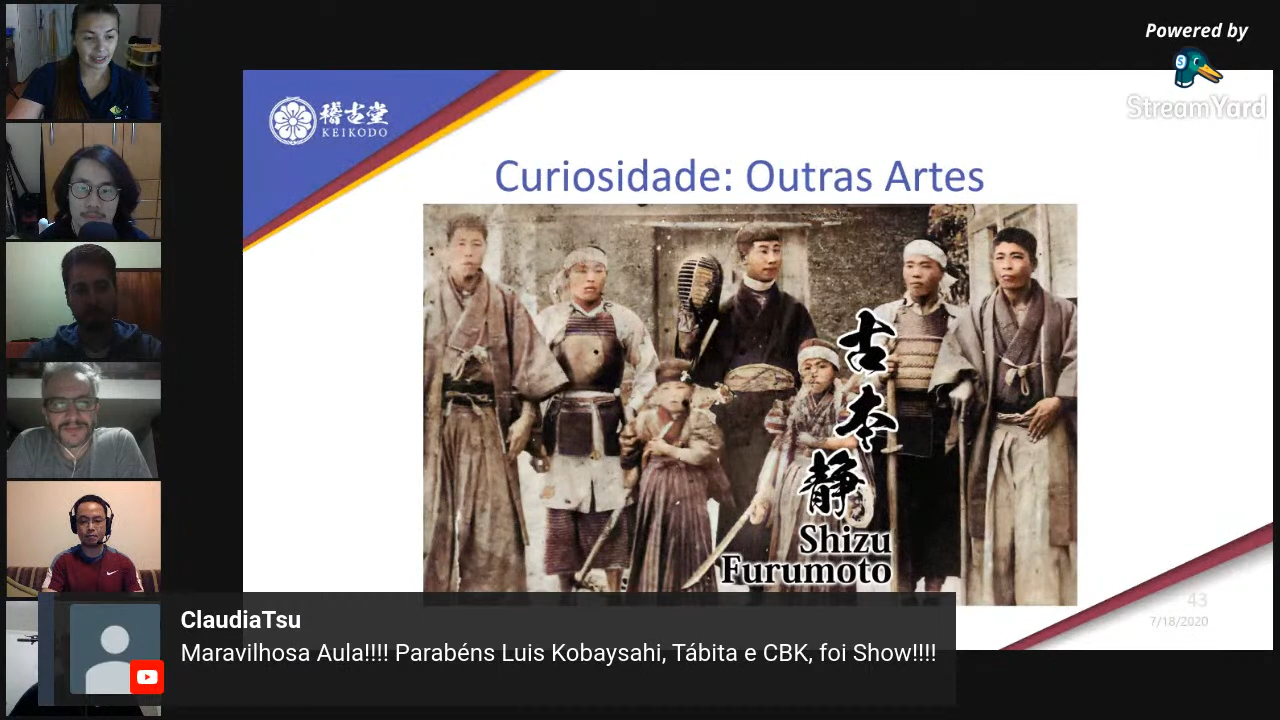 Powered by
StreamYard
稽古堂
KEIKODO
Curiosidade: Outras Artes
古本静
Shizu
Furumoto
43
7/18/2020
ClaudiaTsu
Maravilhosa Aula!!!! Parabéns Luis Kobaysahi, Tábita e CBK, foi Show!!!!